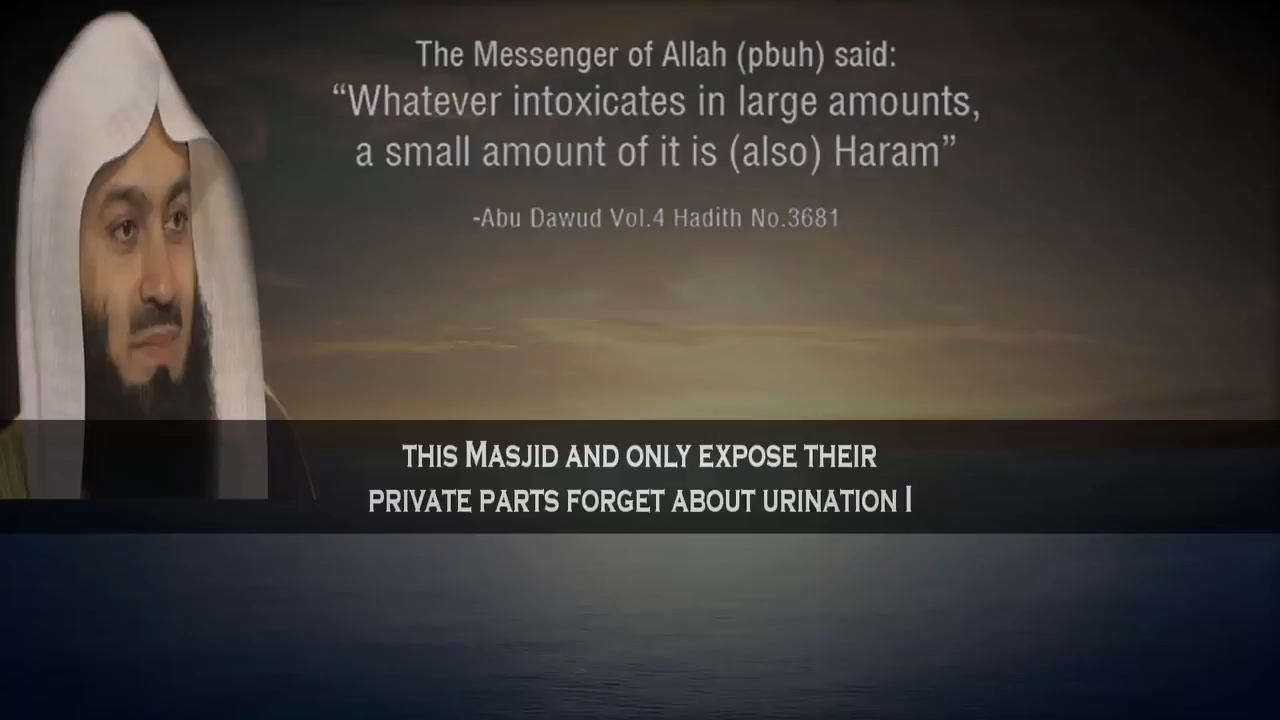 The Messenger of Allah (pbuh) said:
“Whatever intoxicates in large amounts,
a small amount of it is (also) Haram”
-Abu Dawud Vol.4 Hadith No.3681
THIS MASJID AND ONLY EXPOSE THEIR
PRIVATE PARTS FORGET ABOUT URINATION I